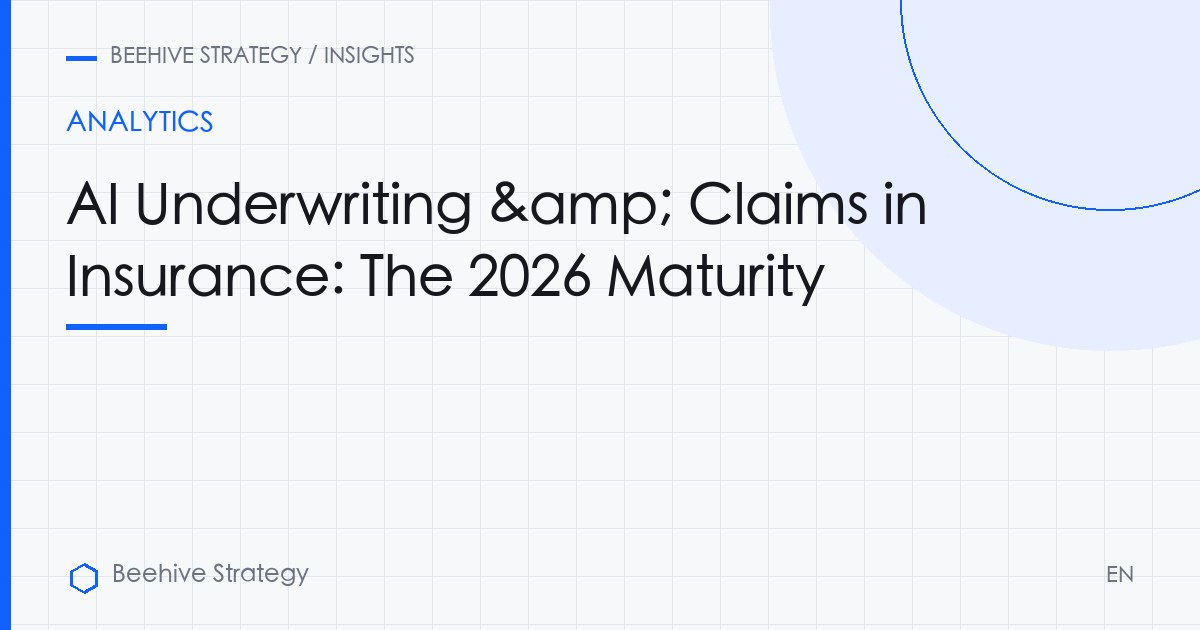 BEEHIVE STRATEGY / INSIGHTS
ANALYTICS
AI Underwriting &amp; Claims in
Insurance: The 2026 Maturity
Beehive Strategy
EN